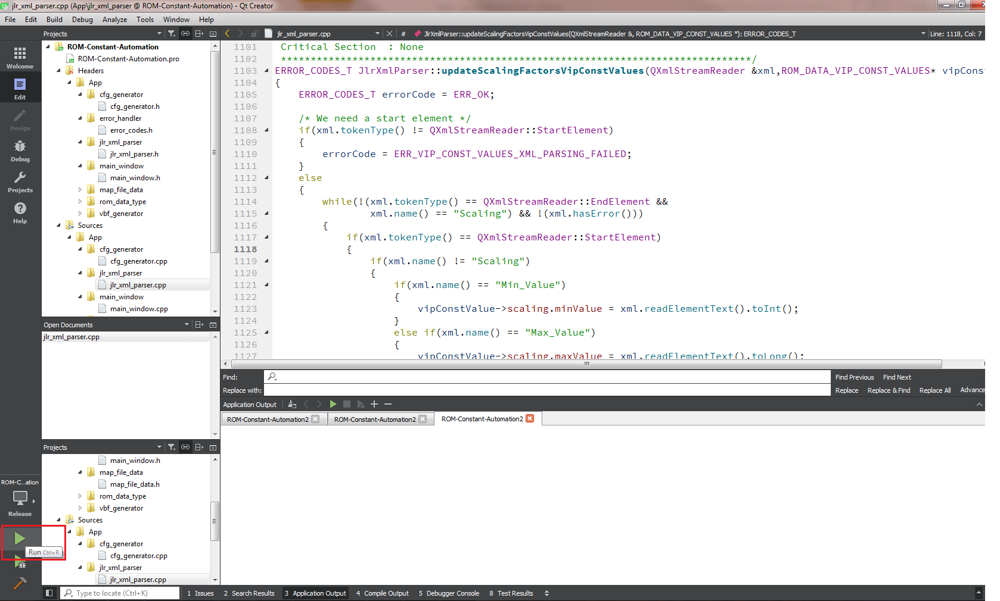 jlr_xml_parser.cpp (App\jlr_xml_parser @ ROM-Constant-Automation) - Qt Creator
File Edit Build Debug Analyze Tools Window Help
Welcome
Edit
Design
Debug
Projects
Help
ROM-C...ation
Release
Run Ctrl+R
Projects
ROM-Constant-Automation
ROM-Constant-Automation.pro
Headers
App
cfg_generator
cfg_generator.h
error_handler
error_codes.h
jlr_xml_parser
jlr_xml_parser.h
main_window
main_window.h
map_file_data
rom_data_type
vbf_generator
Sources
App
cfg_generator
cfg_generator.cpp
jlr_xml_parser
jlr_xml_parser.cpp
main_window
main_window.cpp
Open Documents
jlr_xml_parser.cpp
Projects
main_window.h
map_file_data
map_file_data.h
rom_data_type
vbf_generator
Sources
App
cfg_generator
cfg_generator.cpp
jlr_xml_parser
jlr_xml_parser.cpp
jlr_xml_parser.cpp # JlrXmlParser::updateScalingFactorsVipConstValues(QXmlStreamReader &, ROM_DATA_VIP_CONST_VALUES *): ERROR_CODES_T Line: 1118, Col: 7
1101 Critical Section : None
1102 *******************************************************************************/
1103 ERROR_CODES_T JlrXmlParser::updateScalingFactorsVipConstValues(QXmlStreamReader &xml,ROM_DATA_VIP_CONST_VALUES* vipCons
1104 {
1105 ERROR_CODES_T errorCode = ERR_OK;
1106
1107 /* We need a start element */
1108 if(xml.tokenType() != QXmlStreamReader::StartElement)
1109 {
1110 errorCode = ERR_VIP_CONST_VALUES_XML_PARSING_FAILED;
1111 }
1112 else
1113 {
1114 while(!(xml.tokenType() == QXmlStreamReader::EndElement &&
1115 xml.name() == "Scaling") && !(xml.hasError()))
1116 {
1117 if(xml.tokenType() == QXmlStreamReader::StartElement)
1118 {
1119 if(xml.name() != "Scaling")
1120 {
1121 if(xml.name() == "Min_Value")
1122 {
1123 vipConstValue->scaling.minValue = xml.readElementText().toInt();
1124 }
1125 else if(xml.name() == "Max_Value")
1126 {
1127 vipConstValue->scaling.maxValue = xml.readElementText().toLong();
Find: Find Previous Find Next
Replace with: Replace Replace & Find Replace All Advance
Application Output
ROM-Constant-Automation2 ROM-Constant-Automation2 ROM-Constant-Automation2
Type to locate (Ctrl+K) 1 Issues 2 Search Results 3 Application Output 4 Compile Output 5 Debugger Console 8 Test Results